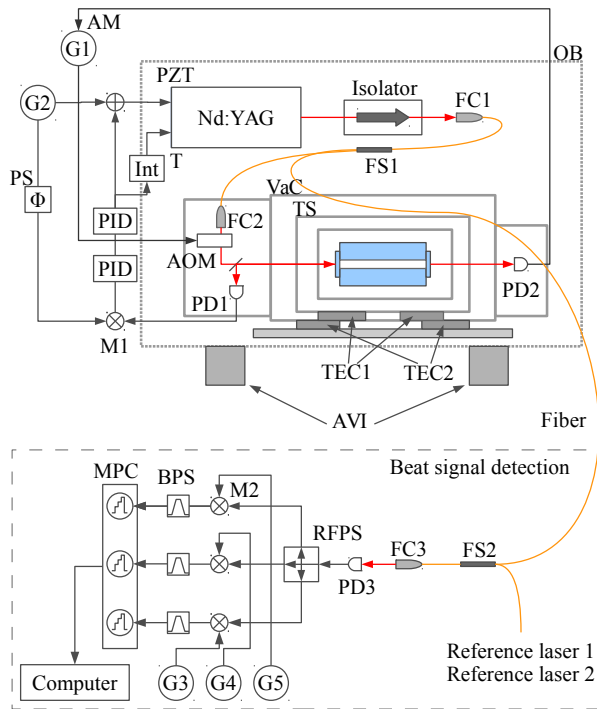 AM
G1
OB
PZT
Isolator
FC1
G2
Nd:YAG
FS1
Int
T
PS
Φ
VaC
TS
PID
FC2
AOM
PID
PD1
PD2
M1
TEC1
TEC2
AVI
Fiber
Beat signal detection
MPC
BPS
M2
RFPS
FC3
FS2
PD3
Reference laser 1
Reference laser 2
Computer
G3
G4
G5